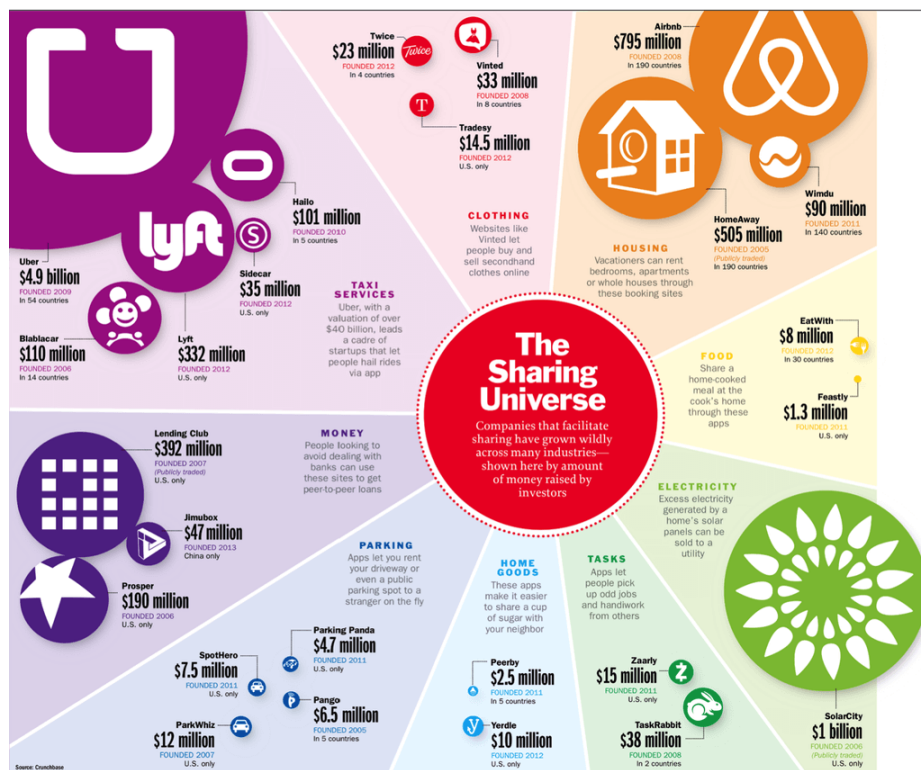 Twice
$23 million
FOUNDED 2012
In 4 countries
Twice
Vinted
$33 million
FOUNDED 2008
In 8 countries
T
Tradesy
$14.5 million
FOUNDED 2012
U.S. only
CLOTHING
Websites like
Vinted let
people buy and
sell secondhand
clothes online
Airbnb
$795 million
FOUNDED 2008
In 190 countries
HomeAway
$505 million
FOUNDED 2005
(Publicly traded)
In 190 countries
Wimdu
$90 million
FOUNDED 2011
In 140 countries
HOUSING
Vacationers can rent
bedrooms, apartments
or whole houses through
these booking sites
Uber
$4.9 billion
FOUNDED 2009
In 54 countries
Hailo
$101 million
FOUNDED 2010
In 5 countries
lyft
S
Sidecar
$35 million
FOUNDED 2012
U.S. only
Blablacar
$110 million
FOUNDED 2006
In 14 countries
Lyft
$332 million
FOUNDED 2012
U.S. only
TAXI
SERVICES
Uber, with a
valuation of over
$40 billion, leads
a cadre of
startups that let
people hail rides
via app
The
Sharing
Universe
Companies that facilitate
sharing have grown wildly
across many industries—
shown here by amount
of money raised by
investors
FOOD
Share a
home-cooked
meal at the
cook's home
through these
apps
EatWith
$8 million
FOUNDED 2012
In 30 countries
Feastly
$1.3 million
FOUNDED 2011
U.S. only
MONEY
People looking to
avoid dealing with
banks can use
these sites to get
peer-to-peer loans
Lending Club
$392 million
FOUNDED 2007
(Publicly traded)
U.S. only
Jimubox
$47 million
FOUNDED 2013
China only
Prosper
$190 million
FOUNDED 2006
U.S. only
ELECTRICITY
Excess electricity
generated by a
home's solar
panels can be
sold to a
utility
SolarCity
$1 billion
FOUNDED 2006
(Publicly traded)
U.S. only
PARKING
Apps let you rent
your driveway or
even a public
parking spot to a
stranger on the fly
Parking Panda
$4.7 million
FOUNDED 2011
U.S. only
SpotHero
$7.5 million
FOUNDED 2011
U.S. only
Pango
$6.5 million
FOUNDED 2005
In 5 countries
ParkWhiz
$12 million
FOUNDED 2007
U.S. only
HOME
GOODS
These apps
make it easier
to share a cup
of sugar with
your neighbor
Peerby
$2.5 million
FOUNDED 2011
In 5 countries
y
Yerdle
$10 million
FOUNDED 2012
U.S. only
TASKS
Apps let
people pick
up odd jobs
and handiwork
from others
Zaarly
$15 million
FOUNDED 2011
U.S. only
Z
TaskRabbit
$38 million
FOUNDED 2008
In 2 countries
Source: Crunchbase